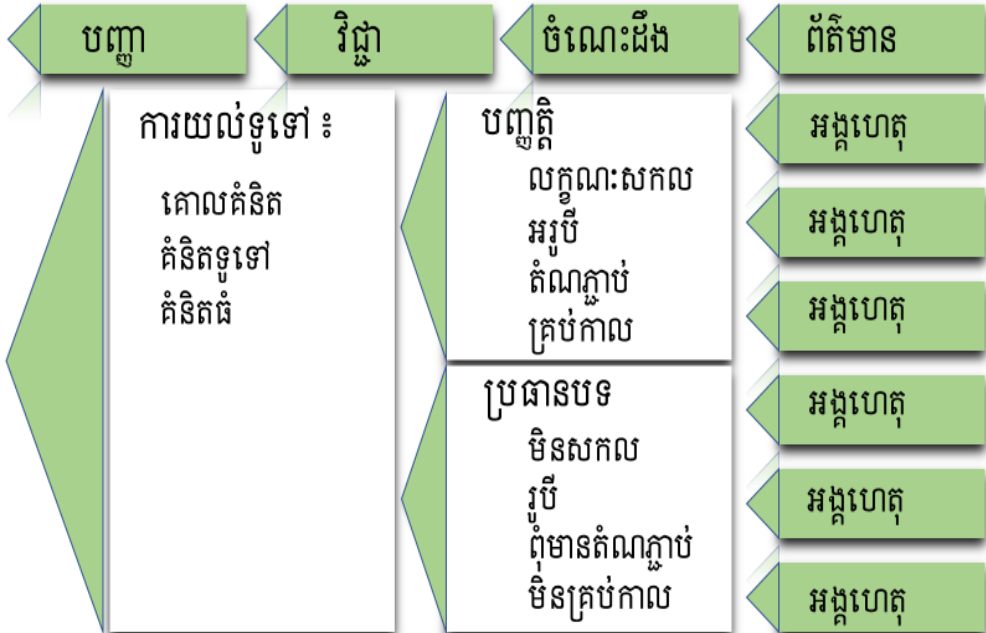 បញ្ញា
វិជ្ជា
ចំណេះដឹង
ព័ត៌មាន
ការយល់ទូទៅ ៖
គោលគំនិត
គំនិតទូទៅ
គំនិតធំ
បញ្ញត្តិ
លក្ខណះសកល
អរូបី
តំណភ្ជាប់
គ្រប់កាល
ប្រធានបទ
មិនសកល
រូបី
ពុំមានតំណភ្ជាប់
មិនគ្រប់កាល
អង្គហេតុ
អង្គហេតុ
អង្គហេតុ
អង្គហេតុ
អង្គហេតុ
អង្គហេតុ